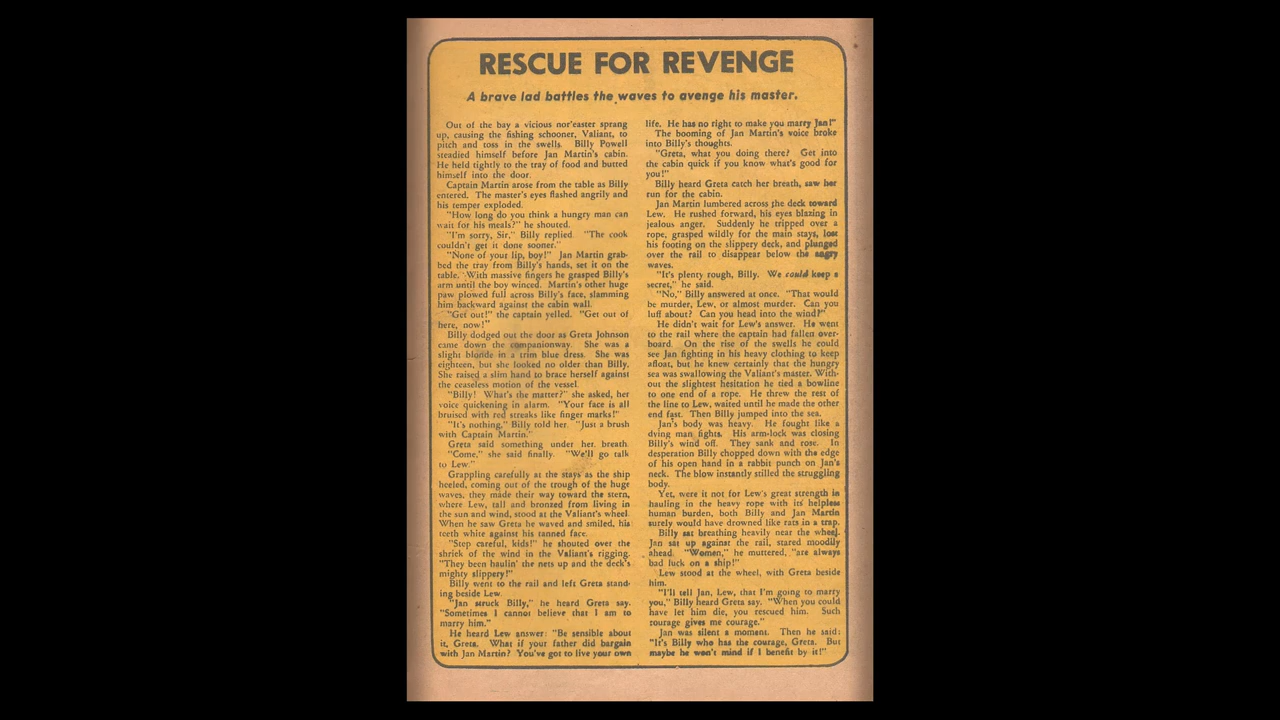 RESCUE FOR REVENGE
A brave lad battles the waves to avenge his master.
Out of the bay a vicious nor'easter sprang
up, causing the fishing schooner, Valiant, to
pitch and toss in the swells. Billy Powell
steadied himself before Jan Martin's cabin.
He held tightly to the tray of food and butted
himself into the door.
Captain Martin arose from the table as Billy
entered. The master's eyes flashed angrily and
his temper exploded.
"How long do you think a hungry man can
wait for his meals?" he shouted.
"I'm sorry, Sir," Billy replied. "The cook
couldn't get it done sooner."
"None of your lip, boy!" Jan Martin grab-
bed the tray from Billy's hands, set it on the
table. With massive fingers he grasped Billy's
arm until the boy winced. Martin's other huge
paw plowed full across Billy's face, slamming
him backward against the cabin wall.
"Get out!" the captain yelled. "Get out of
here, now!"
Billy dodged out the door as Greta Johnson
came down the companionway. She was a
slight blonde in a trim blue dress. She was
eighteen, but she looked no older than Billy.
She raised a slim hand to brace herself against
the ceaseless motion of the vessel.
"Billy! What's the matter?" she asked, her
voice quickening in alarm. "Your face is all
bruised with red streaks like finger marks!"
"It's nothing," Billy told her. "Just a brush
with Captain Martin."
Greta said something under her breath.
"Come," she said finally. "We'll go talk
to Lew."
Grappling carefully at the stays as the ship
heeled, coming out of the trough of the huge
waves, they made their way toward the stern,
where Lew, tall and bronzed from living in
the sun and wind, stood at the Valiant's wheel.
When he saw Greta he waved and smiled, his
teeth white against his tanned face.
"Step careful, kids!" he shouted over the
shriek of the wind in the Valiant's rigging.
"They been haulin' the nets up and the deck's
mighty slippery!"
Billy went to the rail and left Greta stand-
ing beside Lew.
"Jan struck Billy," he heard Greta say.
"Sometimes I cannot believe that I am to
marry him."
He heard Lew answer: "Be sensible about
it, Greta. What if your father did bargain
with Jan Martin? You've got to live your own
life. He has no right to make you marry Jan!"
The booming of Jan Martin's voice broke
into Billy's thoughts.
"Greta, what you doing there? Get into
the cabin quick if you know what's good for
you!"
Billy heard Greta catch her breath, saw her
run for the cabin.
Jan Martin lumbered across the deck toward
Lew. He rushed forward, his eyes blazing in
jealous anger. Suddenly he tripped over a
rope, grasped wildly for the main stays, lost
his footing on the slippery deck, and plunged
over the rail to disappear below the angry
waves.
"It's plenty rough, Billy. We could keep a
secret," he said.
"No," Billy answered at once. "That would
be murder, Lew, or almost murder. Can you
luff about? Can you head into the wind?"
He didn't wait for Lew's answer. He went
to the rail where the captain had fallen over-
board. On the rise of the swells he could
see Jan fighting in his heavy clothing to keep
afloat, but he knew certainly that the hungry
sea was swallowing the Valiant's master. With-
out the slightest hesitation he tied a bowline
to one end of a rope. He threw the rest of
the line to Lew, waited until he made the other
end fast. Then Billy jumped into the sea.
Jan's body was heavy. He fought like a
dying man fights. His arm-lock was closing
Billy's wind off. They sank and rose. In
desperation Billy chopped down with the edge
of his open hand in a rabbit punch on Jan's
neck. The blow instantly stilled the struggling
body.
Yet, were it not for Lew's great strength in
hauling in the heavy rope with its helpless
human burden, both Billy and Jan Martin
surely would have drowned like rats in a trap.
Billy sat breathing heavily near the wheel.
Jan sat up against the rail, stared moodily
ahead. "Women," he muttered, "are always
bad luck on a ship!"
Lew stood at the wheel, with Greta beside
him.
"I'll tell Jan, Lew, that I'm going to marry
you," Billy heard Greta say. "When you could
have let him die, you rescued him. Such
courage gives me courage."
Jan was silent a moment. Then he said:
"It's Billy who has the courage, Greta. But
maybe he won't mind if I benefit by it!"